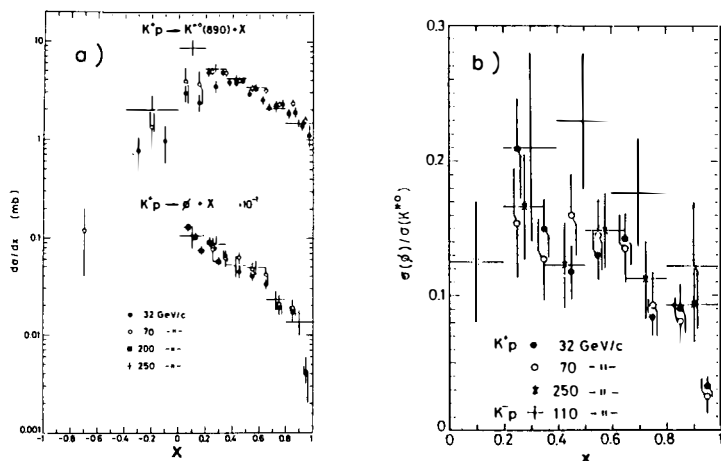 a)
K⁺p → K*⁰(890) + X
10
1
0.1
0.01
0.001
dσ/dx (mb)
K⁺p → ϕ + X
32 GeV/c
70 -"-
200 -"-
250 -"-
-1 -0.8 -0.6 -0.4 -0.2 0 0.2 0.4 0.6 0.8 1
X
b)
0.3
0.2
0.1
0
σ(ϕ)/σ(K*⁰)
K⁺p 32 GeV/c
70 -"-
250 -"-
K⁻p 110 -"-
0 0.2 0.4 0.6 0.8 1
X